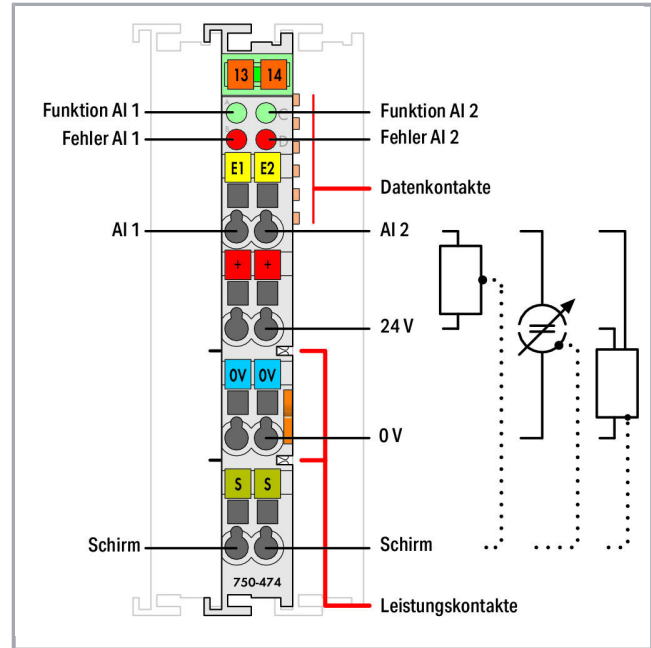 13 14
Funktion AI 1
A
C
Funktion AI 2
Fehler AI 1
D
Fehler AI 2
E1 E2
Datenkontakte
AI 1
AI 2
+ +
24 V
0V 0V
0 V
S S
Schirm
Schirm
750-474
Leistungskontakte